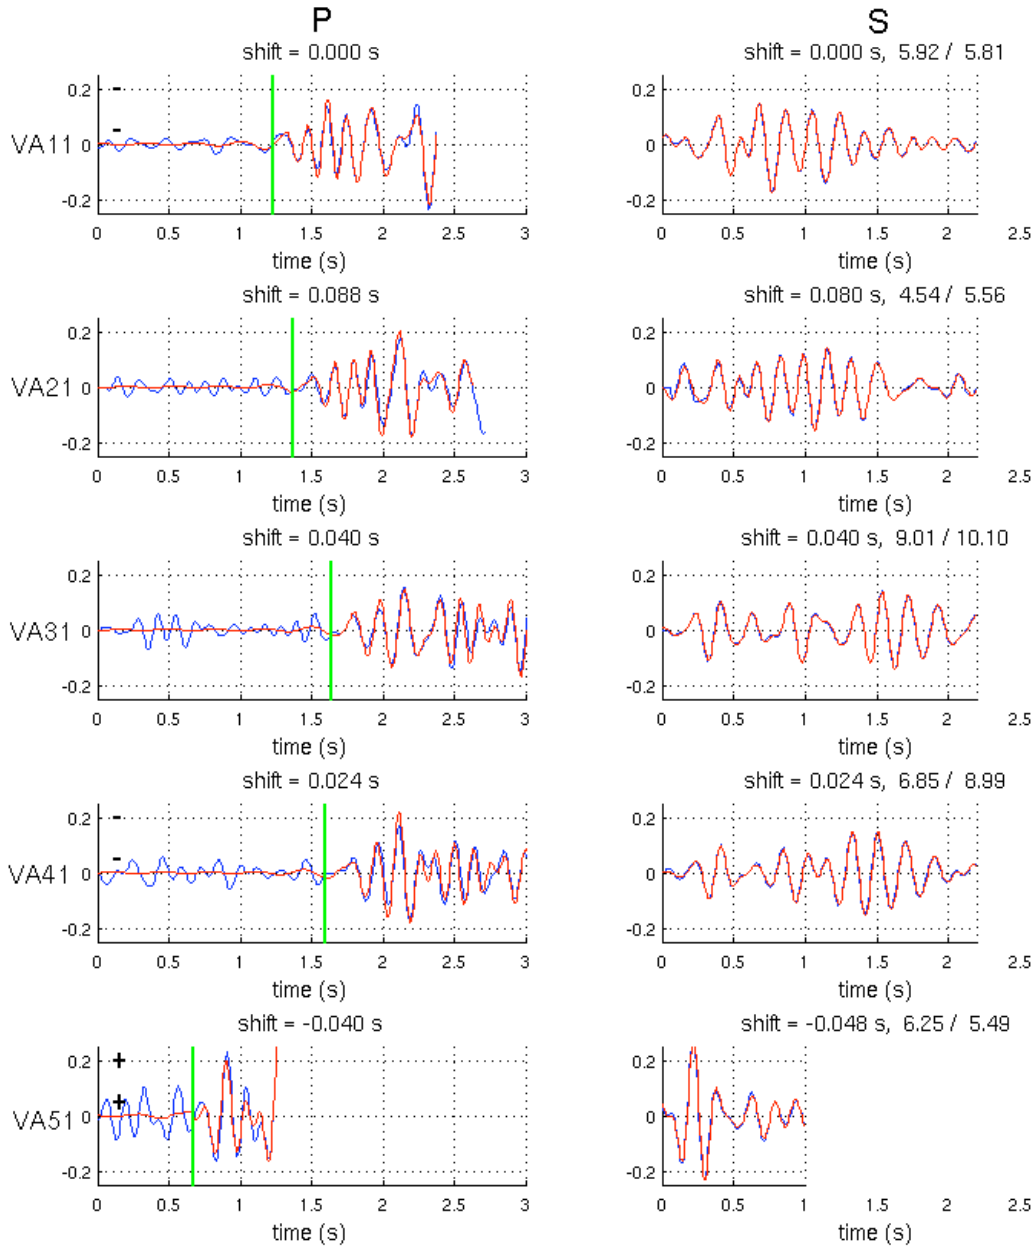 P S
shift = 0.000 s shift = 0.000 s, 5.92 / 5.81
0.2 - 0.2
VA11 0 - 0
-0.2 -0.2
0 0.5 1 1.5 2 2.5 3 0 0.5 1 1.5 2 2.5
time (s) time (s)
shift = 0.088 s shift = 0.080 s, 4.54 / 5.56
0.2 0.2
VA21 0 0
-0.2 -0.2
0 0.5 1 1.5 2 2.5 3 0 0.5 1 1.5 2 2.5
time (s) time (s)
shift = 0.040 s shift = 0.040 s, 9.01 / 10.10
0.2 0.2
VA31 0 0
-0.2 -0.2
0 0.5 1 1.5 2 2.5 3 0 0.5 1 1.5 2 2.5
time (s) time (s)
shift = 0.024 s shift = 0.024 s, 6.85 / 8.99
0.2 - 0.2
VA41 0 - 0
-0.2 -0.2
0 0.5 1 1.5 2 2.5 3 0 0.5 1 1.5 2 2.5
time (s) time (s)
shift = -0.040 s shift = -0.048 s, 6.25 / 5.49
0.2 + 0.2
VA51 0 + 0
-0.2 -0.2
0 0.5 1 1.5 2 2.5 3 0 0.5 1 1.5 2 2.5
time (s) time (s)